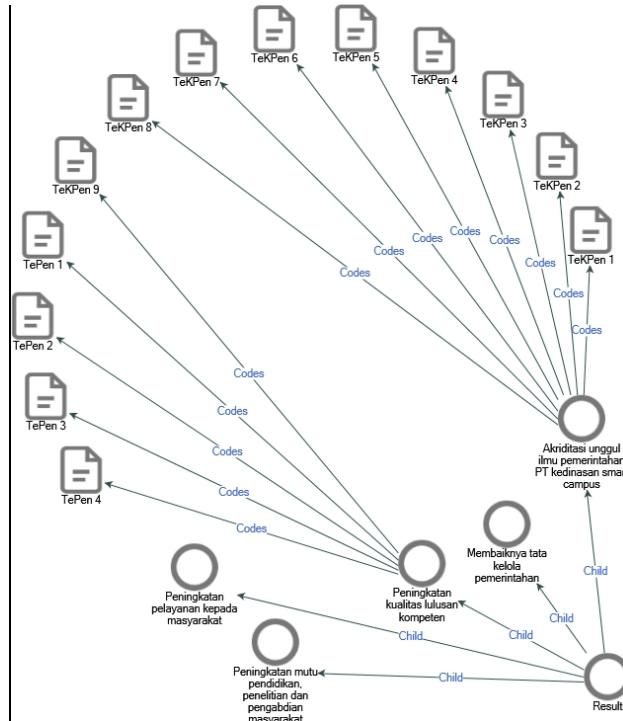 TeKPen 6
TeKPen 5
TeKPen 4
TeKPen 7
TeKPen 3
TeKPen 8
TeKPen 2
TeKPen 9
TeKPen 1
TePen 1
TePen 2
TePen 3
TePen 4
Codes
Codes
Codes
Codes
Codes
Codes
Codes
Codes
Codes
Codes
Codes
Codes
Codes
Akriditasi unggul
ilmu pemerintahan
PT kedinasan smar
campus
Membaiknya tata
kelola
pemerintahan
Peningkatan
kualitas lulusan
kompeten
Peningkatan
pelayanan kepada
masyarakat
Peningkatan mutu
pendidikan,
penelitian dan
pengabdian
masyarakat
Child
Child
Child
Child
Child
Result